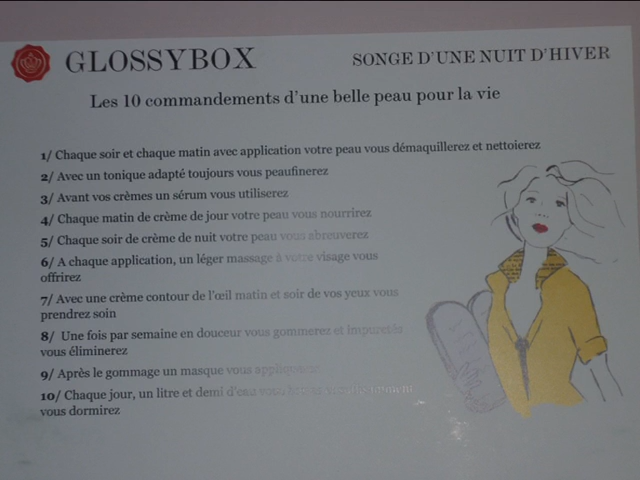 GLOSSYBOX
SONGE D'UNE NUIT D'HIVER
Les 10 commandements d'une belle peau pour la vie
1/ Chaque soir et chaque matin avec application votre peau vous démaquillerez et nettoierez
2/ Avec un tonique adapté toujours vous peaufinerez
3/ Avant vos crèmes un sérum vous utiliserez
4/ Chaque matin de crème de jour votre peau vous nourrirez
5/ Chaque soir de crème de nuit votre peau vous abreuverez
6/ A chaque application, un léger massage à votre visage vous
offrirez
7/ Avec une crème contour de l'œil matin et soir de vos yeux vous
prendrez soin
8/ Une fois par semaine en douceur vous gommerez et impuretés
vous éliminerez
9/ Après le gommage un masque vous appliquerez
10/ Chaque jour, un litre et demi d'eau vous
vous dormirez